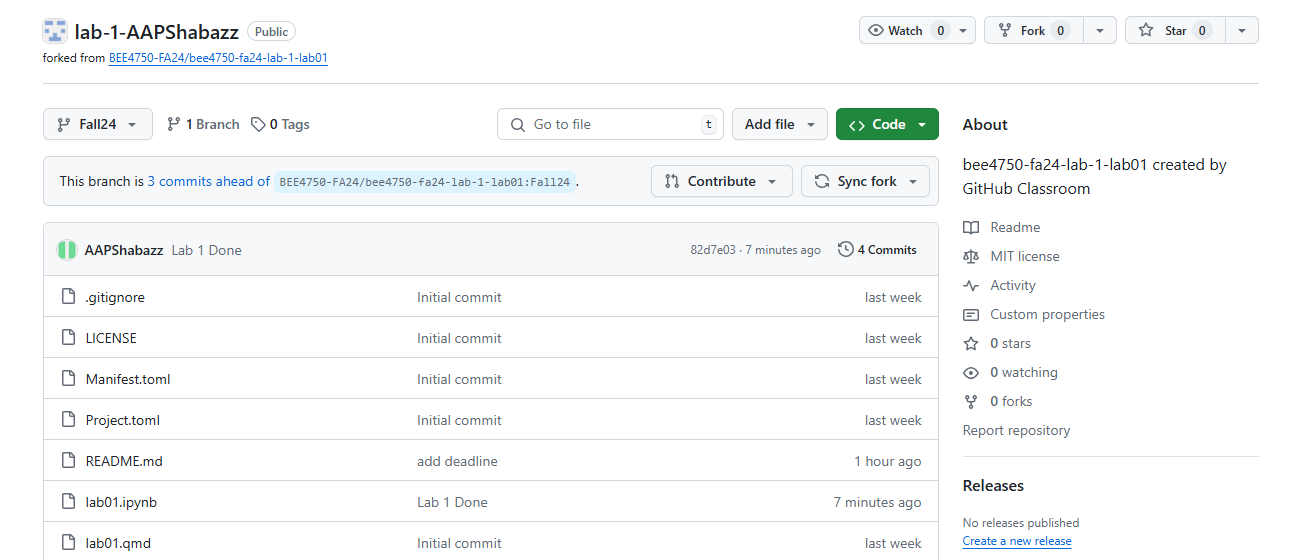 lab-1-AAPShabazz Public
Watch 0
Fork 0
Star 0
forked from BEE4750-FA24/bee4750-fa24-lab-1-lab01
Fall24
1 Branch
0 Tags
Go to file t
Add file
Code
This branch is 3 commits ahead of BEE4750-FA24/bee4750-fa24-lab-1-lab01:Fall24 .
Contribute
Sync fork
AAPShabazz Lab 1 Done 82d7e03 · 7 minutes ago 4 Commits
.gitignore Initial commit last week
LICENSE Initial commit last week
Manifest.toml Initial commit last week
Project.toml Initial commit last week
README.md add deadline 1 hour ago
lab01.ipynb Lab 1 Done 7 minutes ago
lab01.qmd Initial commit last week
About
bee4750-fa24-lab-1-lab01 created by
GitHub Classroom
Readme
MIT license
Activity
Custom properties
0 stars
0 watching
0 forks
Report repository
Releases
No releases published
Create a new release